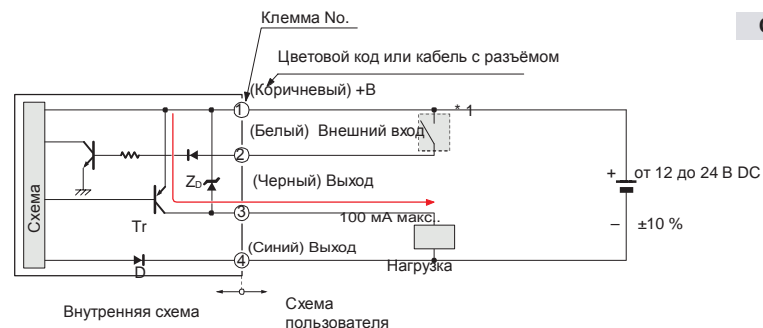 Клемма No.
Цветовой код или кабель с разъёмом
(Коричневый) +В
1
* 1
(Белый) Внешний вход
2
от 12 до 24 В DC
+
ZD
(Черный) Выход
3
100 мА макс.
– ±10 %
Схема
Tr
(Синий) Выход
4
D
Нагрузка
Внутренняя схема
Схема
пользователя